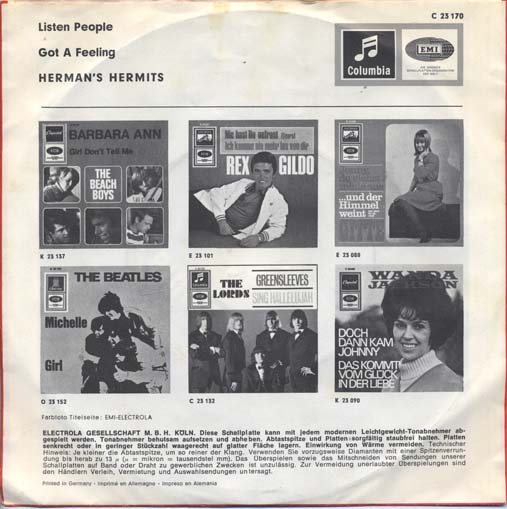 Listen People
Got A Feeling
HERMAN'S HERMITS
C 23 170
Columbia
EMI
BARBARA ANN
Girl Don't Tell Me
THE
BEACH
BOYS
K 23 137
REX
GILDO
E 23 101
...und der
Himmel
weint
E 23 088
THE BEATLES
Michelle
Girl
O 23 152
THE
LORDS
GREENSLEEVES
SING HALLELUJAH
C 23 132
WANDA
JACKSON
DOCH
DANN KAM
JOHNNY
DAS KOMMT
VOM GLÜCK
IN DER LIEBE
K 23 090
Farbfoto Titelseite: EMI-ELECTROLA
ELECTROLA GESELLSCHAFT M. B. H. KÖLN. Diese Schallplatte kann mit jedem modernen Leichtgewicht-Tonabnehmer ab-
gespielt werden. Tonabnehmer behutsam aufsetzen und abheben. Abtastspitze und Platten sorgfältig staubfrei halten. Platten
senkrecht oder in geringer Stückzahl waagerecht auf glatter Fläche lagern. Einwirkung von Wärme vermeiden. Technischer
Hinweis: Je kleiner die Abtastspitze, um so reiner der Klang. Verwenden Sie vorzugsweise Diamanten mit einer Spitzenverrun-
dung bis herab zu 13 µ (µ = mikron = tausendstel mm). Das Überspielen sowie das Mitschneiden von Sendungen unserer
Schallplatten auf Band oder Draht zu gewerblichen Zwecken ist unzulässig. Zur Vermeidung unerlaubter Überspielungen sind
den Händlern Verleih, Vermietung und Auswahlsendungen untersagt.
Printed in Germany - Imprimé en Allemagne - Impreso en Alemania